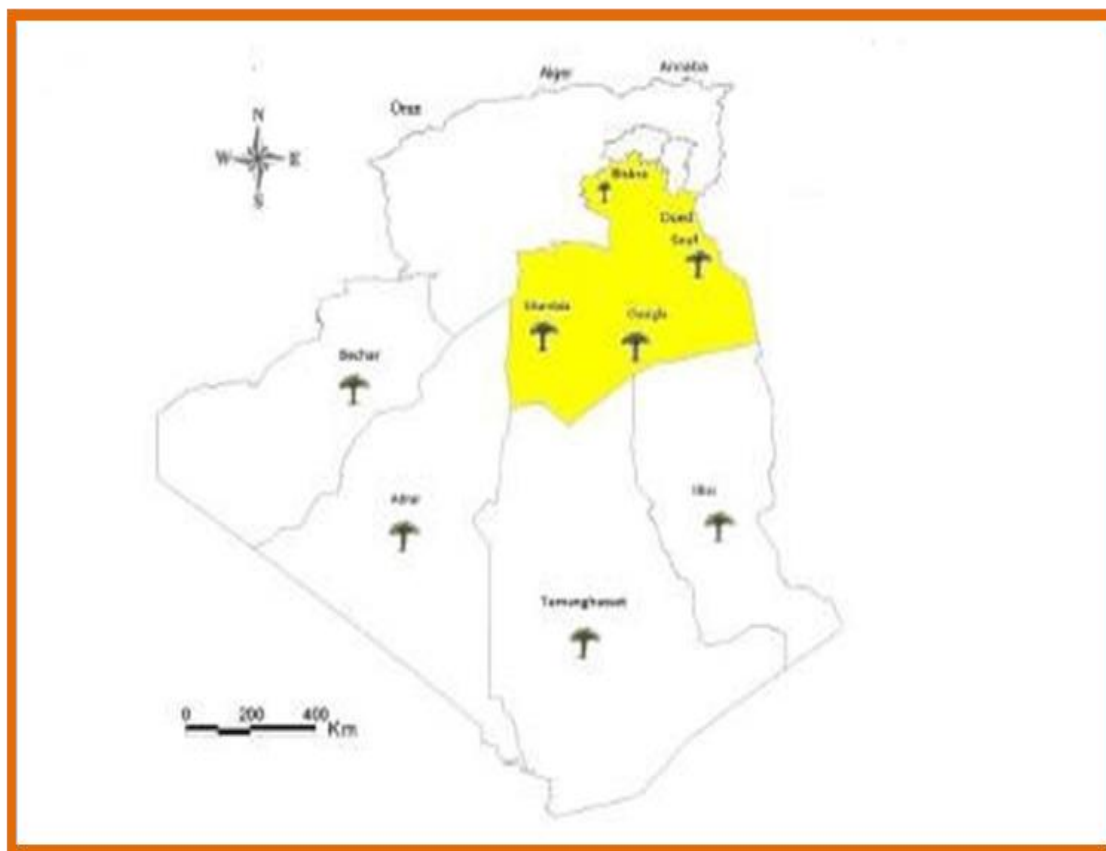 Annaba
Alger
Oran
N
W E
S
Biskra
Oued
Souf
Ghardaia
Ouargla
Bechar
Adrar
Illizi
Tamanghasset
0 200 400
Km